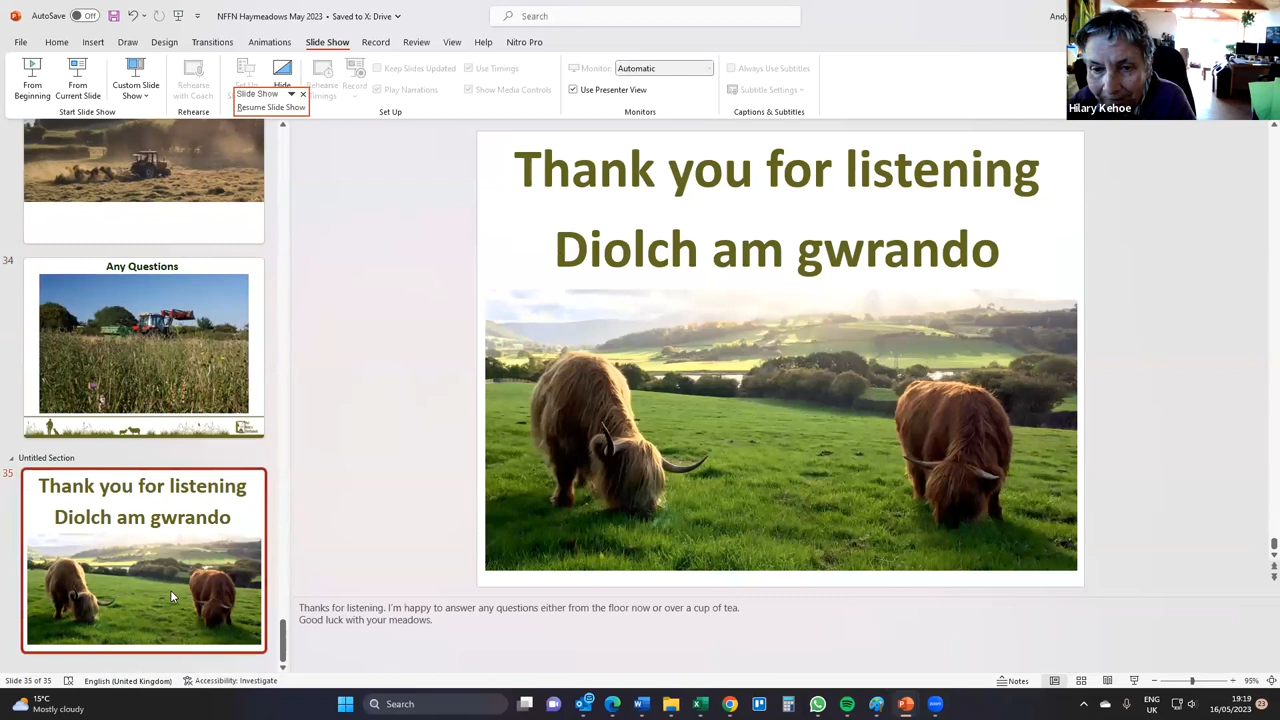 AutoSave Off NFFN Haymeadows May 2023 • Saved to X: Drive Search Andy
File Home Insert Draw Design Transitions Animations Slide Show Record Review View Help Nitro Pro
From Beginning
From Current Slide
Custom Slide Show
Start Slide Show
Rehearse with Coach
Rehearse
Hide
Slide Show
Resume Slide Show
Rehearse Timings
Record
Keep Slides Updated
Play Narrations
Use Timings
Show Media Controls
Set Up
Monitor: Automatic
Use Presenter View
Monitors
Always Use Subtitles
Subtitle Settings
Captions & Subtitles
Hilary Kehoe
34
Any Questions
Untitled Section
35
Thank you for listening
Diolch am gwrando
Thank you for listening
Diolch am gwrando
Thanks for listening. I'm happy to answer any questions either from the floor now or over a cup of tea.
Good luck with your meadows.
Slide 35 of 35 English (United Kingdom) Accessibility: Investigate Notes 95%
15°C
Mostly cloudy
Search
ENG
UK
19:19
16/05/2023
23